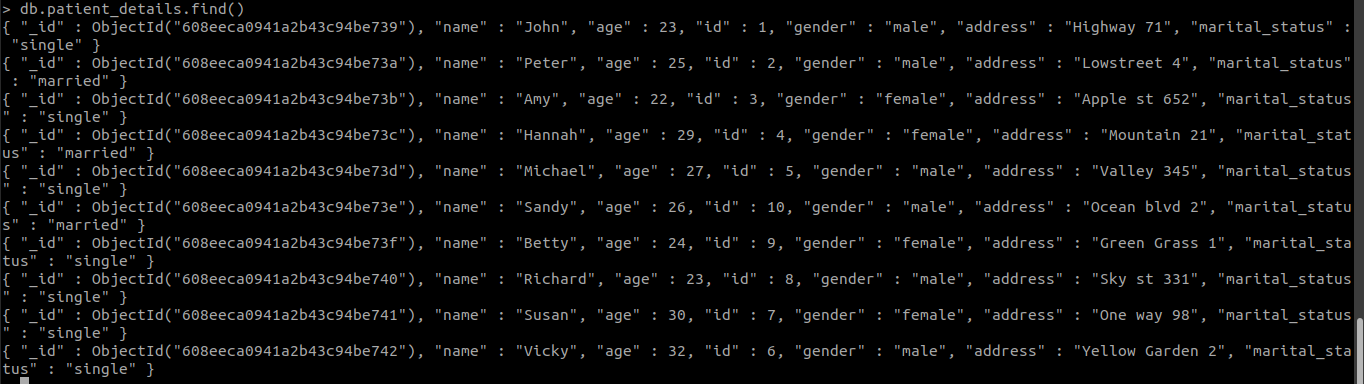 > db.patient_details.find()
{ "_id" : ObjectId("608eeca0941a2b43c94be739"), "name" : "John", "age" : 23, "id" : 1, "gender" : "male", "address" : "Highway 71", "marital_status" :
 "single" }
{ "_id" : ObjectId("608eeca0941a2b43c94be73a"), "name" : "Peter", "age" : 25, "id" : 2, "gender" : "male", "address" : "Lowstreet 4", "marital_status"
 : "married" }
{ "_id" : ObjectId("608eeca0941a2b43c94be73b"), "name" : "Amy", "age" : 22, "id" : 3, "gender" : "female", "address" : "Apple st 652", "marital_status
" : "single" }
{ "_id" : ObjectId("608eeca0941a2b43c94be73c"), "name" : "Hannah", "age" : 29, "id" : 4, "gender" : "female", "address" : "Mountain 21", "marital_stat
us" : "married" }
{ "_id" : ObjectId("608eeca0941a2b43c94be73d"), "name" : "Michael", "age" : 27, "id" : 5, "gender" : "male", "address" : "Valley 345", "marital_status
" : "single" }
{ "_id" : ObjectId("608eeca0941a2b43c94be73e"), "name" : "Sandy", "age" : 26, "id" : 10, "gender" : "male", "address" : "Ocean blvd 2", "marital_statu
s" : "married" }
{ "_id" : ObjectId("608eeca0941a2b43c94be73f"), "name" : "Betty", "age" : 24, "id" : 9, "gender" : "female", "address" : "Green Grass 1", "marital_sta
tus" : "single" }
{ "_id" : ObjectId("608eeca0941a2b43c94be740"), "name" : "Richard", "age" : 23, "id" : 8, "gender" : "male", "address" : "Sky st 331", "marital_status
" : "single" }
{ "_id" : ObjectId("608eeca0941a2b43c94be741"), "name" : "Susan", "age" : 30, "id" : 7, "gender" : "female", "address" : "One way 98", "marital_status
" : "single" }
{ "_id" : ObjectId("608eeca0941a2b43c94be742"), "name" : "Vicky", "age" : 32, "id" : 6, "gender" : "male", "address" : "Yellow Garden 2", "marital_sta
tus" : "single" }